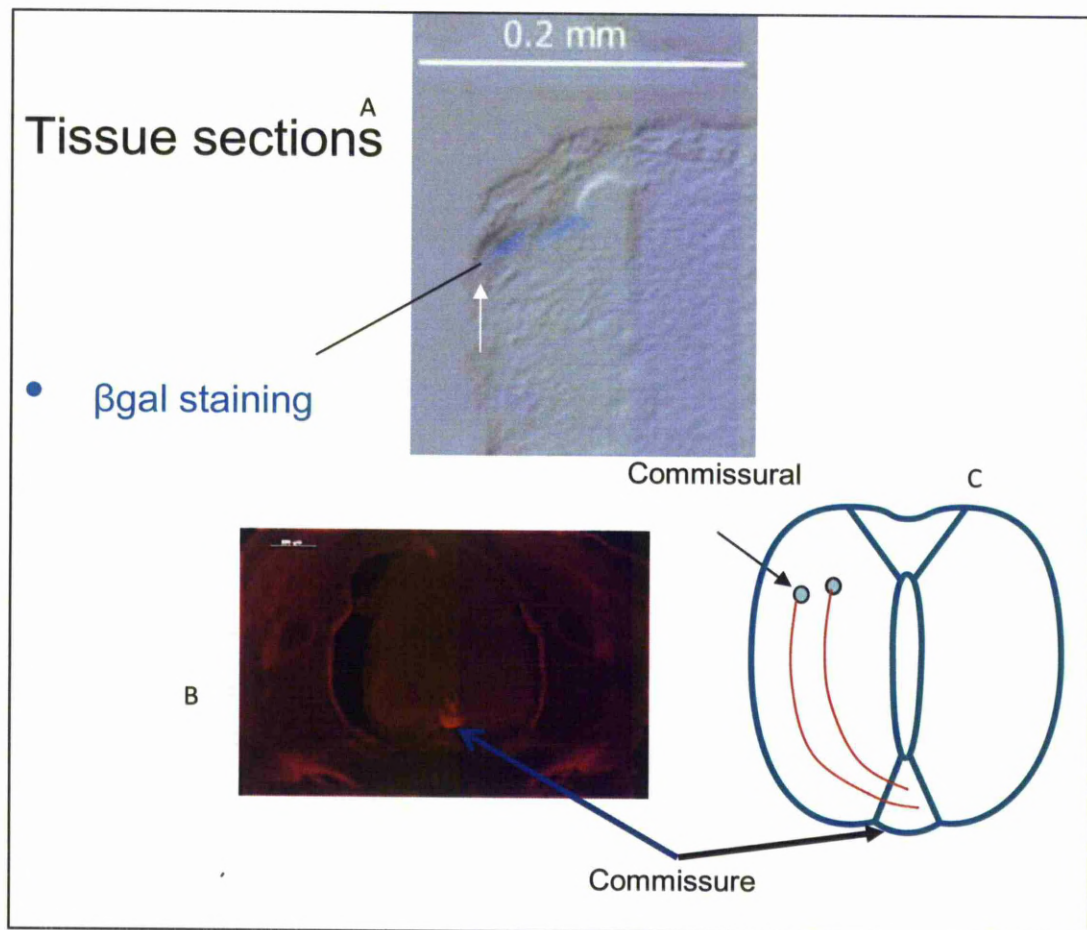 0.2 mm
A
Tissue sections
• βgal staining
Commissural
C
B
Commissure